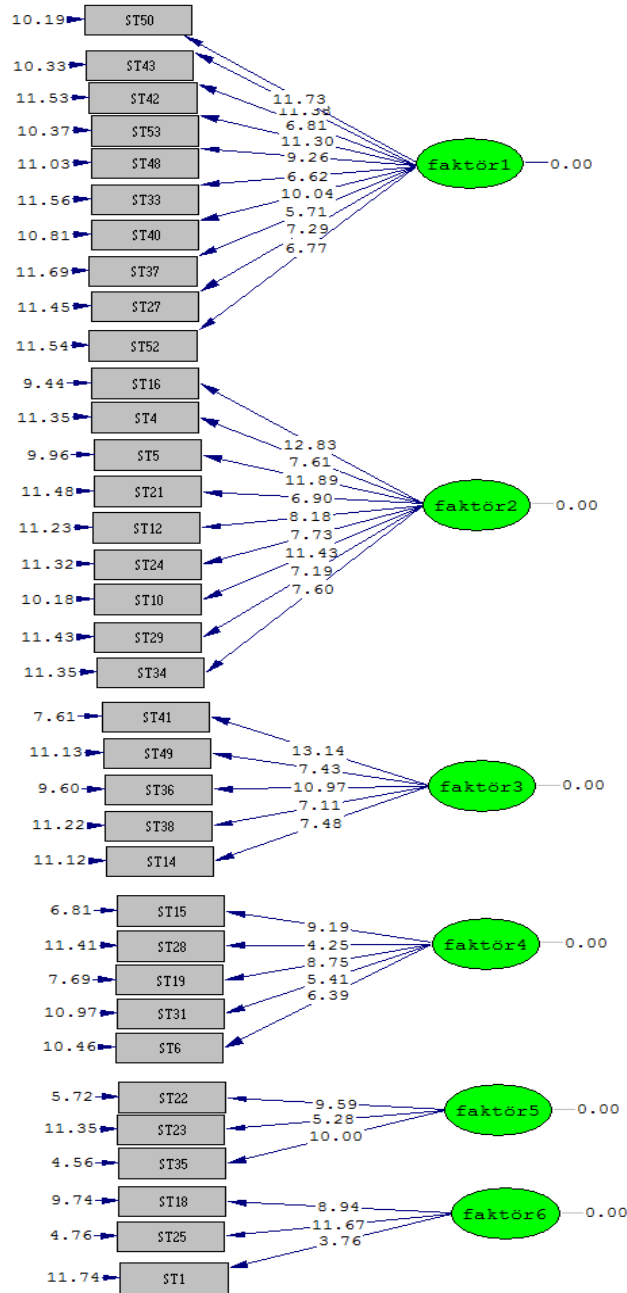 10.19 ST50
10.33 ST43
11.53 ST42
10.37 ST53
11.03 ST48
11.56 ST33
10.81 ST40
11.69 ST37
11.45 ST27
11.54 ST52
11.73
11.38
6.81
11.30
9.26
6.62
10.04
5.71
7.29
6.77
faktör1 0.00
9.44 ST16
11.35 ST4
9.96 ST5
11.48 ST21
11.23 ST12
11.32 ST24
10.18 ST10
11.43 ST29
11.35 ST34
12.83
7.61
11.89
6.90
8.18
7.73
11.43
7.19
7.60
faktör2 0.00
7.61 ST41
11.13 ST49
9.60 ST36
11.22 ST38
11.12 ST14
13.14
7.43
10.97
7.11
7.48
faktör3 0.00
6.81 ST15
11.41 ST28
7.69 ST19
10.97 ST31
10.46 ST6
9.19
4.25
8.75
5.41
6.39
faktör4 0.00
5.72 ST22
11.35 ST23
4.56 ST35
9.59
5.28
10.00
faktör5 0.00
9.74 ST18
4.76 ST25
11.74 ST1
8.94
11.67
3.76
faktör6 0.00